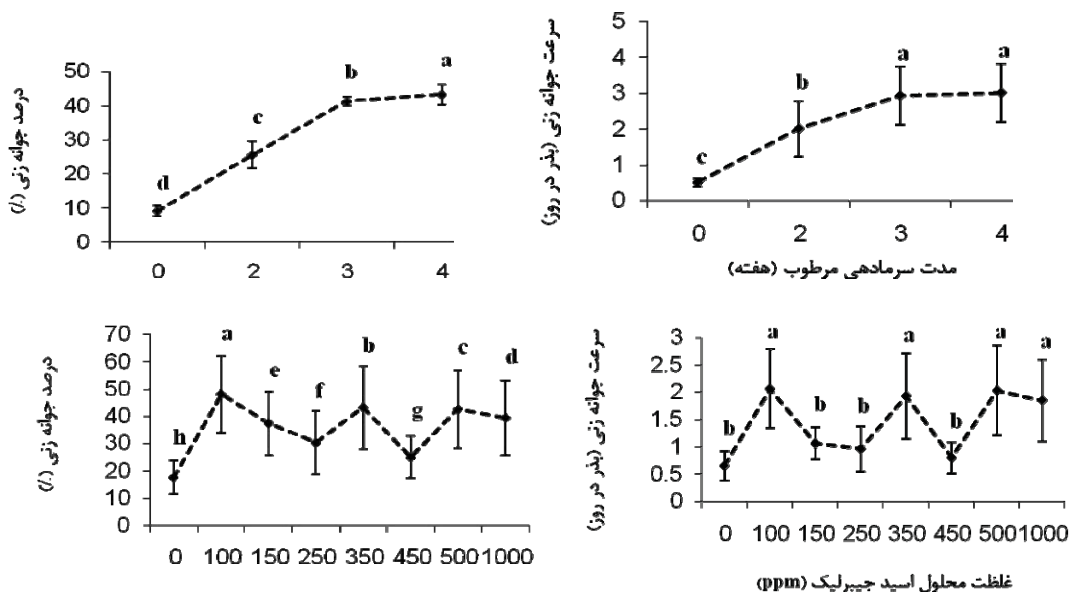 درصد جوانه زنی (٪)
50
40
30
20
10
0
d
c
b
a
0 2 3 4
سرعت جوانه زنی (بذر در روز)
5
4
3
2
1
0
c
b
a
a
0 2 3 4
مدت سرمادهی مرطوب (هفته)
درصد جوانه زنی (٪)
70
60
50
40
30
20
10
0
h
a
e
f
b
g
c
d
0 100 150 250 350 450 500 1000
سرعت جوانه زنی (بذر در روز)
3
2.5
2
1.5
1
0.5
0
b
a
b
b
a
b
a
a
0 100 150 250 350 450 500 1000
غلظت محلول اسید جیبرلیک (ppm)